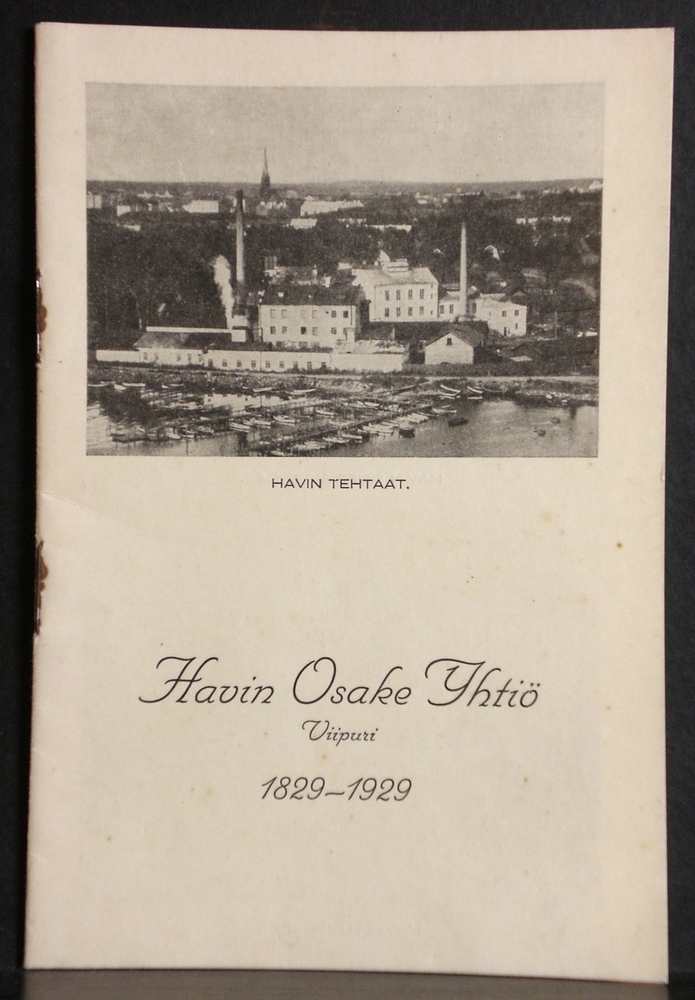 HAVIN TEHTAAT.
Havin Osake Yhtiö
Viipuri
1829–1929